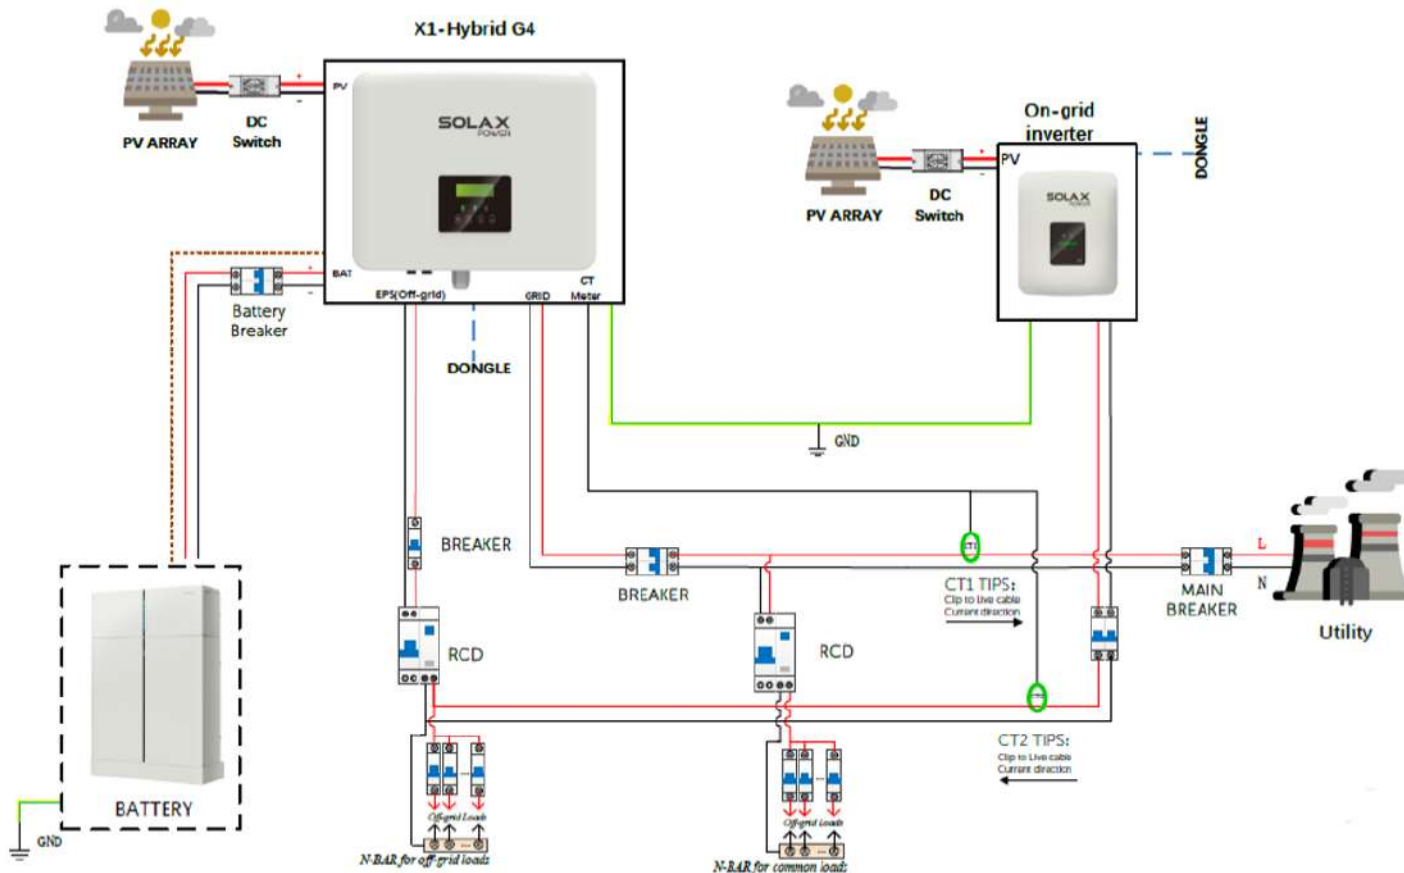 X1-Hybrid G4
PV ARRAY
DC
Switch
+
-
PV
SOLAX
POWER
BAT
+
-
EPS(Off-grid)
GRID
CT
Meter
Battery
Breaker
DONGLE
On-grid
inverter
DONGLE
PV ARRAY
DC
Switch
+
-
PV
SOLAX
POWER
GND
BREAKER
BREAKER
CT1
CT1 TIPS:
Clip to Live cable
Current direction
MAIN
BREAKER
L
N
Utility
RCD
RCD
CT2 TIPS:
Clip to Live cable
Current direction
BATTERY
GND
...
Off-grid Loads
...
N-BAR for off-grid loads
...
Off-grid Loads
...
N-BAR for common loads